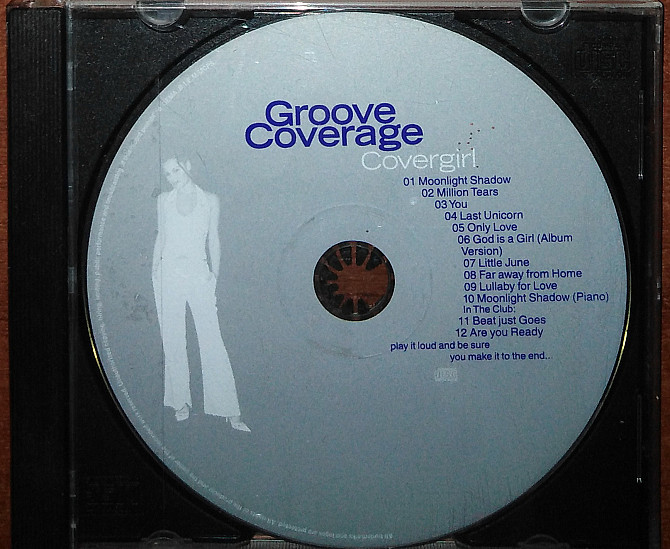 Groove
Coverage
Covergirl
01 Moonlight Shadow
02 Million Tears
03 You
04 Last Unicorn
05 Only Love
06 God is a Girl (Album
Version)
07 Little June
08 Far away from Home
09 Lullaby for Love
10 Moonlight Shadow (Piano)
In The Club:
11 Beat just Goes
12 Are you Ready
play it loud and be sure
you make it to the end..